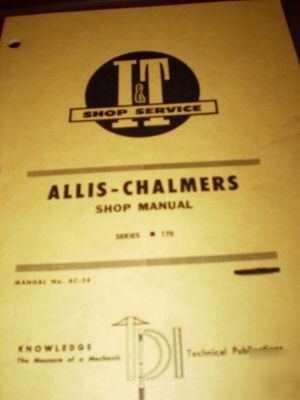 I&T
SHOP SERVICE
ALLIS-CHALMERS
SHOP MANUAL
SERIES ■ 170
MANUAL No. AC-24
KNOWLEDGE
The Measure of a Mechanic
TPI
Technical Publications